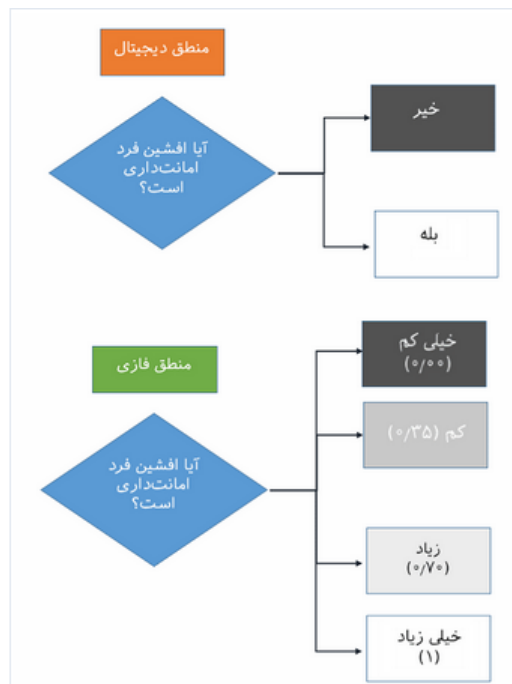 منطق دیجیتال
آیا افشین فرد
امانت‌داری
است؟
خیر
بله
منطق فازی
آیا افشین فرد
امانت‌داری
است؟
خیلی کم
(۰/۰۰)
کم (۰/۳۵)
زیاد
(۰/۷۰)
خیلی زیاد
(۱)